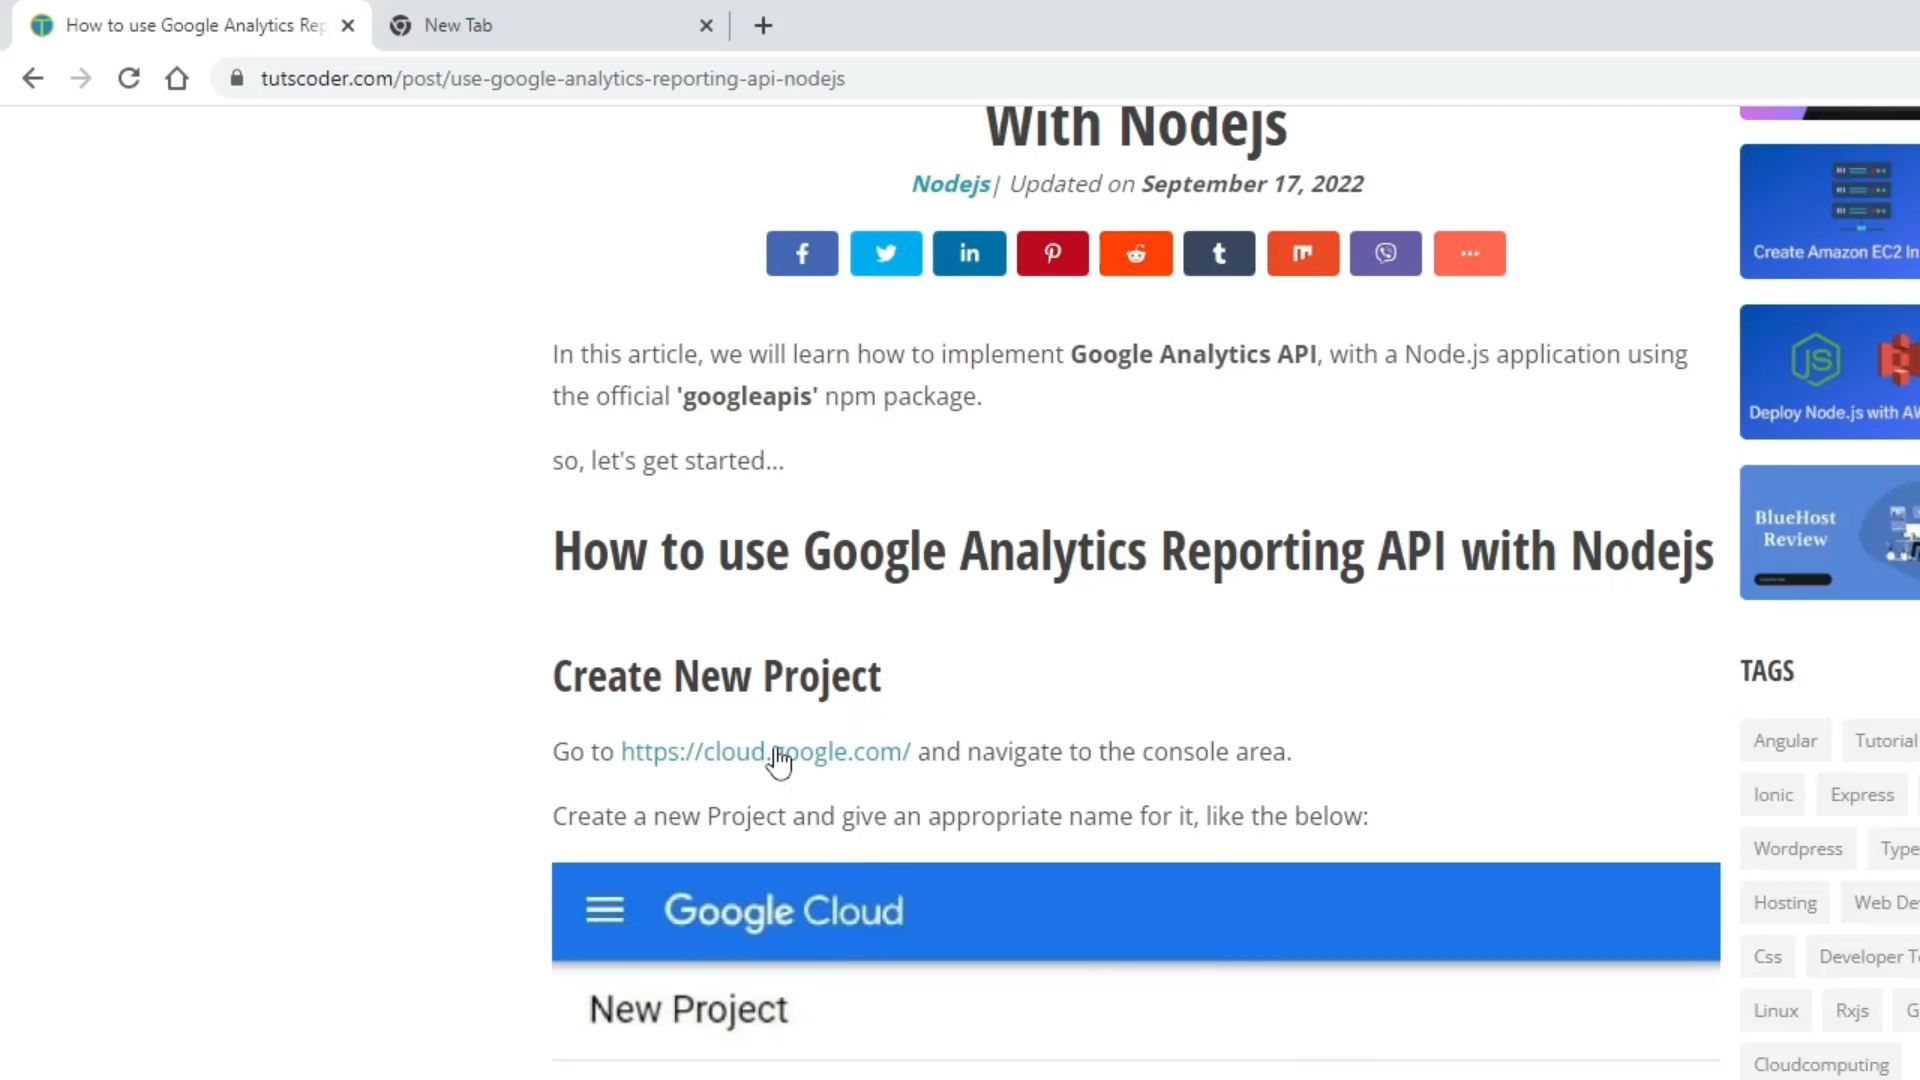 How to use Google Analytics Rep
New Tab
tutscoder.com/post/use-google-analytics-reporting-api-nodejs
With Nodejs
Nodejs| Updated on September 17, 2022
In this article, we will learn how to implement Google Analytics API, with a Node.js application using
the official 'googleapis' npm package.
so, let's get started...
How to use Google Analytics Reporting API with Nodejs
Create New Project
Go to https://cloud.google.com/ and navigate to the console area.
Create a new Project and give an appropriate name for it, like the below:
Google Cloud
New Project
Create Amazon EC2 In
JS
Deploy Node.js with AW
BlueHost
Review
TAGS
Angular Tutorial
Ionic Express
Wordpress Type
Hosting Web De
Css Developer T
Linux Rxjs G
Cloudcomputing